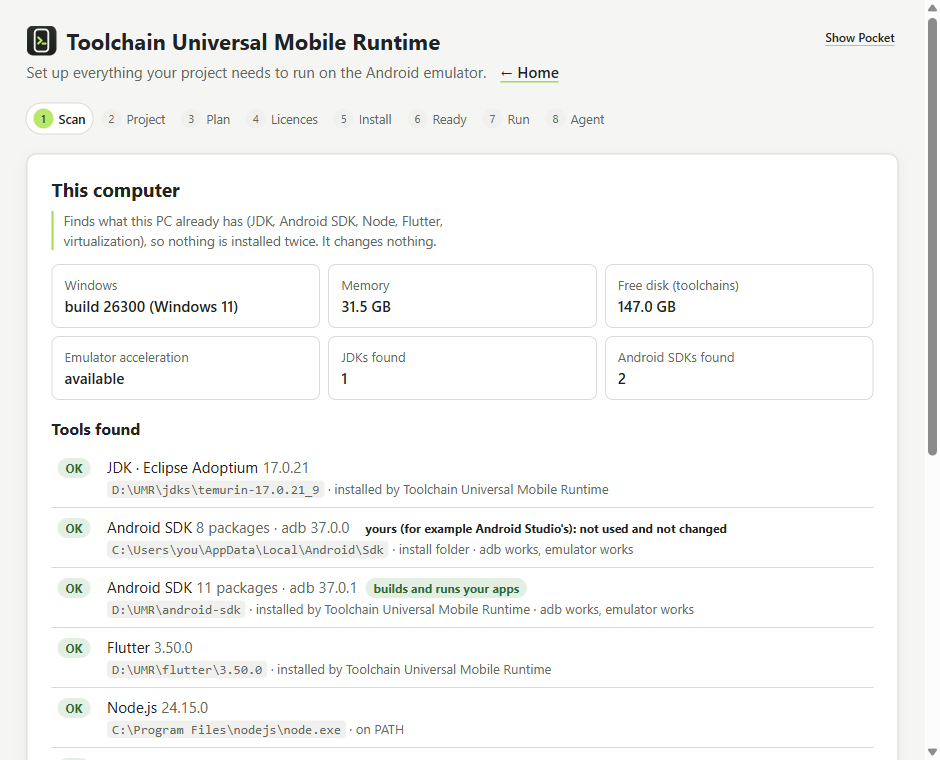 Toolchain Universal Mobile Runtime
Show Pocket
Set up everything your project needs to run on the Android emulator. ← Home
1 Scan 2 Project 3 Plan 4 Licences 5 Install 6 Ready 7 Run 8 Agent
This computer
Finds what this PC already has (JDK, Android SDK, Node, Flutter,
virtualization), so nothing is installed twice. It changes nothing.
Windows
build 26300 (Windows 11)
Memory
31.5 GB
Free disk (toolchains)
147.0 GB
Emulator acceleration
available
JDKs found
1
Android SDKs found
2
Tools found
OK JDK · Eclipse Adoptium 17.0.21
D:\UMR\jdks\temurin-17.0.21_9 · installed by Toolchain Universal Mobile Runtime
OK Android SDK 8 packages · adb 37.0.0 yours (for example Android Studio's): not used and not changed
C:\Users\you\AppData\Local\Android\Sdk · install folder · adb works, emulator works
OK Android SDK 11 packages · adb 37.0.1 builds and runs your apps
D:\UMR\android-sdk · installed by Toolchain Universal Mobile Runtime · adb works, emulator works
OK Flutter 3.50.0
D:\UMR\flutter\3.50.0 · installed by Toolchain Universal Mobile Runtime
OK Node.js 24.15.0
C:\Program Files\nodejs\node.exe · on PATH